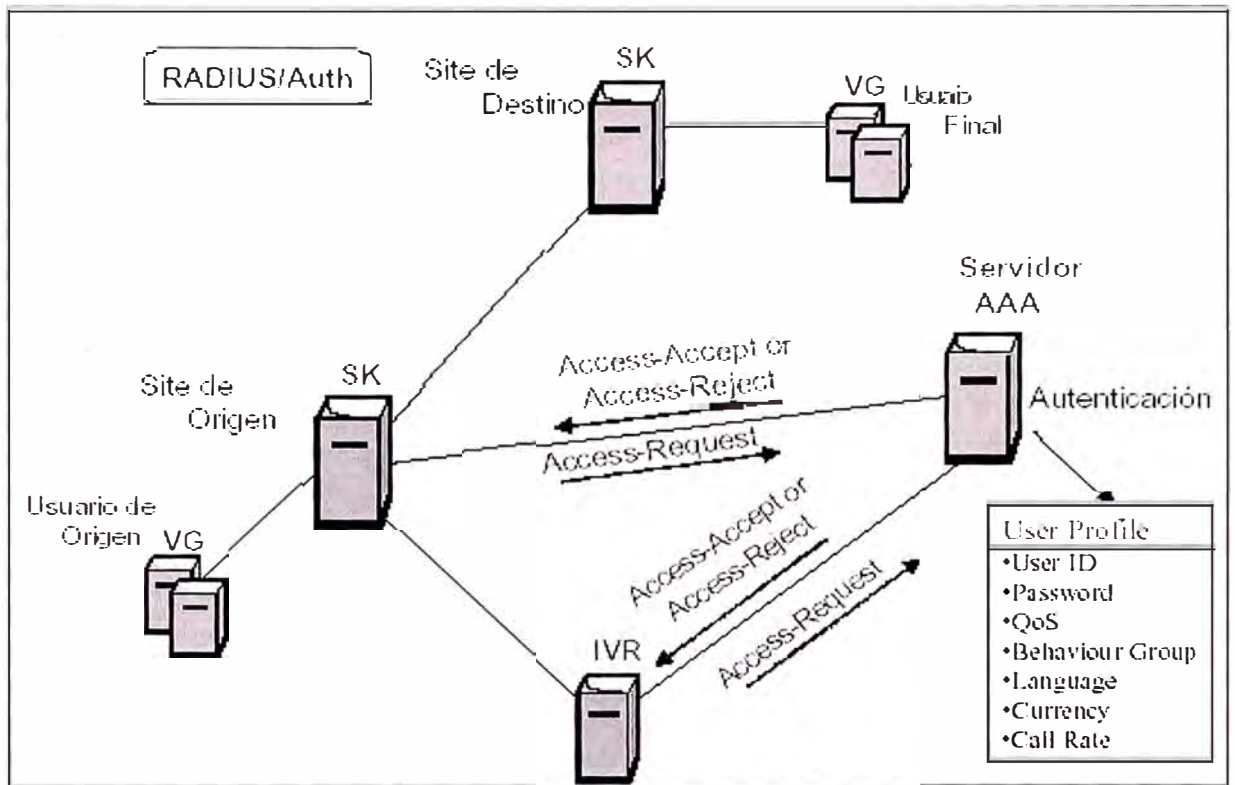 RADIUS/Auth
Site de
Destino
SK
VG
Usuario
Final
Servidor
AAA
Autenticación
Access-Accept or
Access-Reject
Access-Request
SK
Site de
Origen
Usuario de
Origen
VG
Access-Accept or
Access-Reject
Access-Request
IVR
User Profile
•User ID
•Password
•QoS
•Behaviour Group
•Language
•Currency
•Call Rate